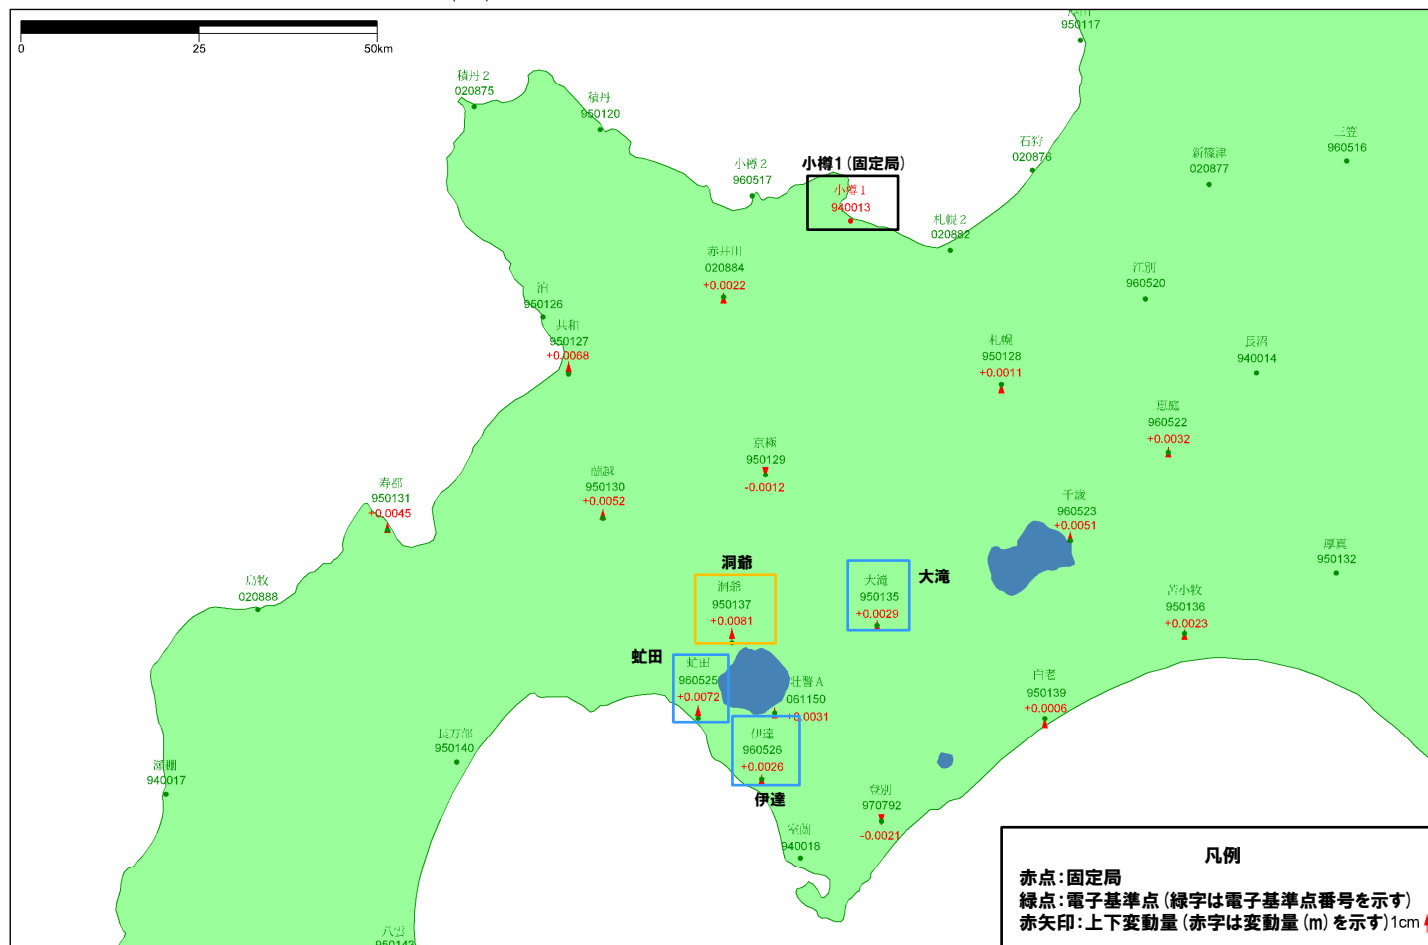 0
25
50km
950117
積丹２
020875
積丹
950120
小樽２
960517
小樽1（固定局）
小樽１
940013
石狩
020876
新篠津
020877
三笠
960516
札幌２
020882
赤井川
020884
+0.0022
江別
960520
泊
950126
共和
950127
+0.0068
札幌
950128
+0.0011
長沼
940014
恵庭
960522
+0.0032
京極
950129
-0.0012
蘭越
950130
+0.0052
寿都
950131
+0.0045
千歳
960523
+0.0051
厚真
950132
島牧
020888
洞爺
洞爺
950137
+0.0081
大滝
大滝
950135
+0.0029
苫小牧
950136
+0.0023
虻田
虻田
960525
+0.0072
壮瞥Ａ
061150
+0.0031
白老
950139
+0.0006
伊達
960526
+0.0026
伊達
長万部
950140
瀬棚
940017
登別
970792
-0.0021
室蘭
940018
八雲
950143
凡例
赤点：固定局
緑点：電子基準点（緑字は電子基準点番号を示す）
赤矢印：上下変動量（赤字は変動量（m）を示す）1cm